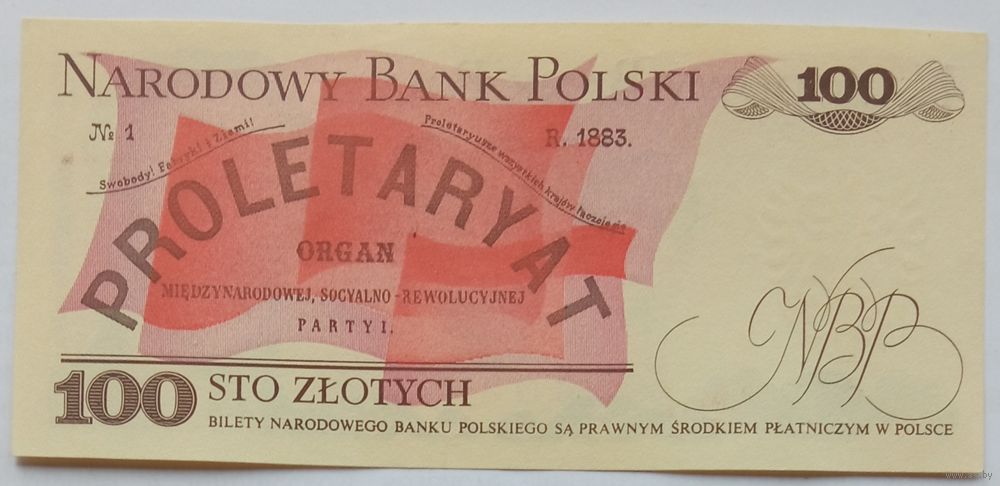 NARODOWY BANK POLSKI
100
№ 1
R. 1883.
Swobody! Fabryk! i Ziemi!
Proletaryusze wszystkich krajów łączcie się
PROLETARYAT
ORGAN
MIĘDZYNARODOWEJ, SOCYALNO-REWOLUCYJNEJ
PARTYI.
NBP
100 STO ZŁOTYCH
BILETY NARODOWEGO BANKU POLSKIEGO SĄ PRAWNYM ŚRODKIEM PŁATNICZYM W POLSCE